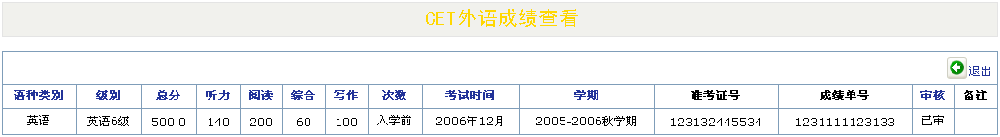 CET外语成绩查看
退出
语种类别 级别 总分 听力 阅读 综合 写作 次数 考试时间 学期 准考证号 成绩单号 审核 备注
英语 英语6级 500.0 140 200 60 100 入学前 2006年12月 2005-2006秋学期 123132445534 1231111123133 已审